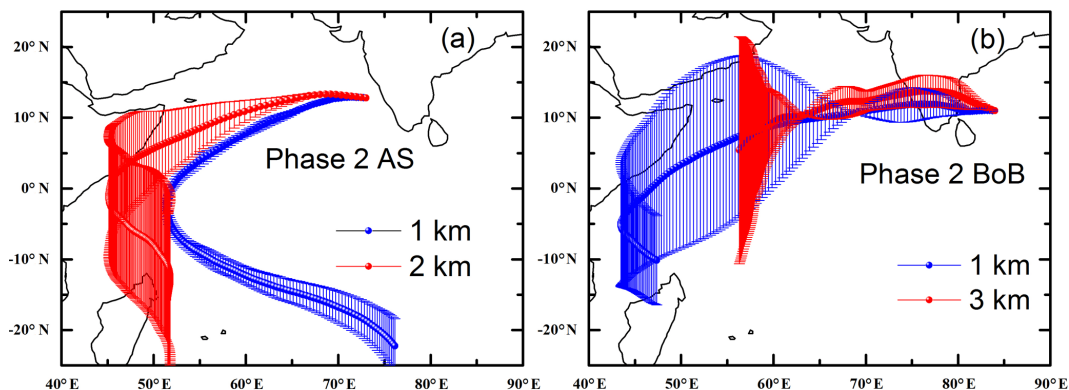 (a)
20° N
10° N
0° N
-10° N
-20° N
Phase 2 AS
1 km
2 km
40° E 50° E 60° E 70° E 80° E 90° E
(b)
20° N
10° N
0° N
-10° N
-20° N
Phase 2 BoB
1 km
3 km
40° E 50° E 60° E 70° E 80° E 90° E